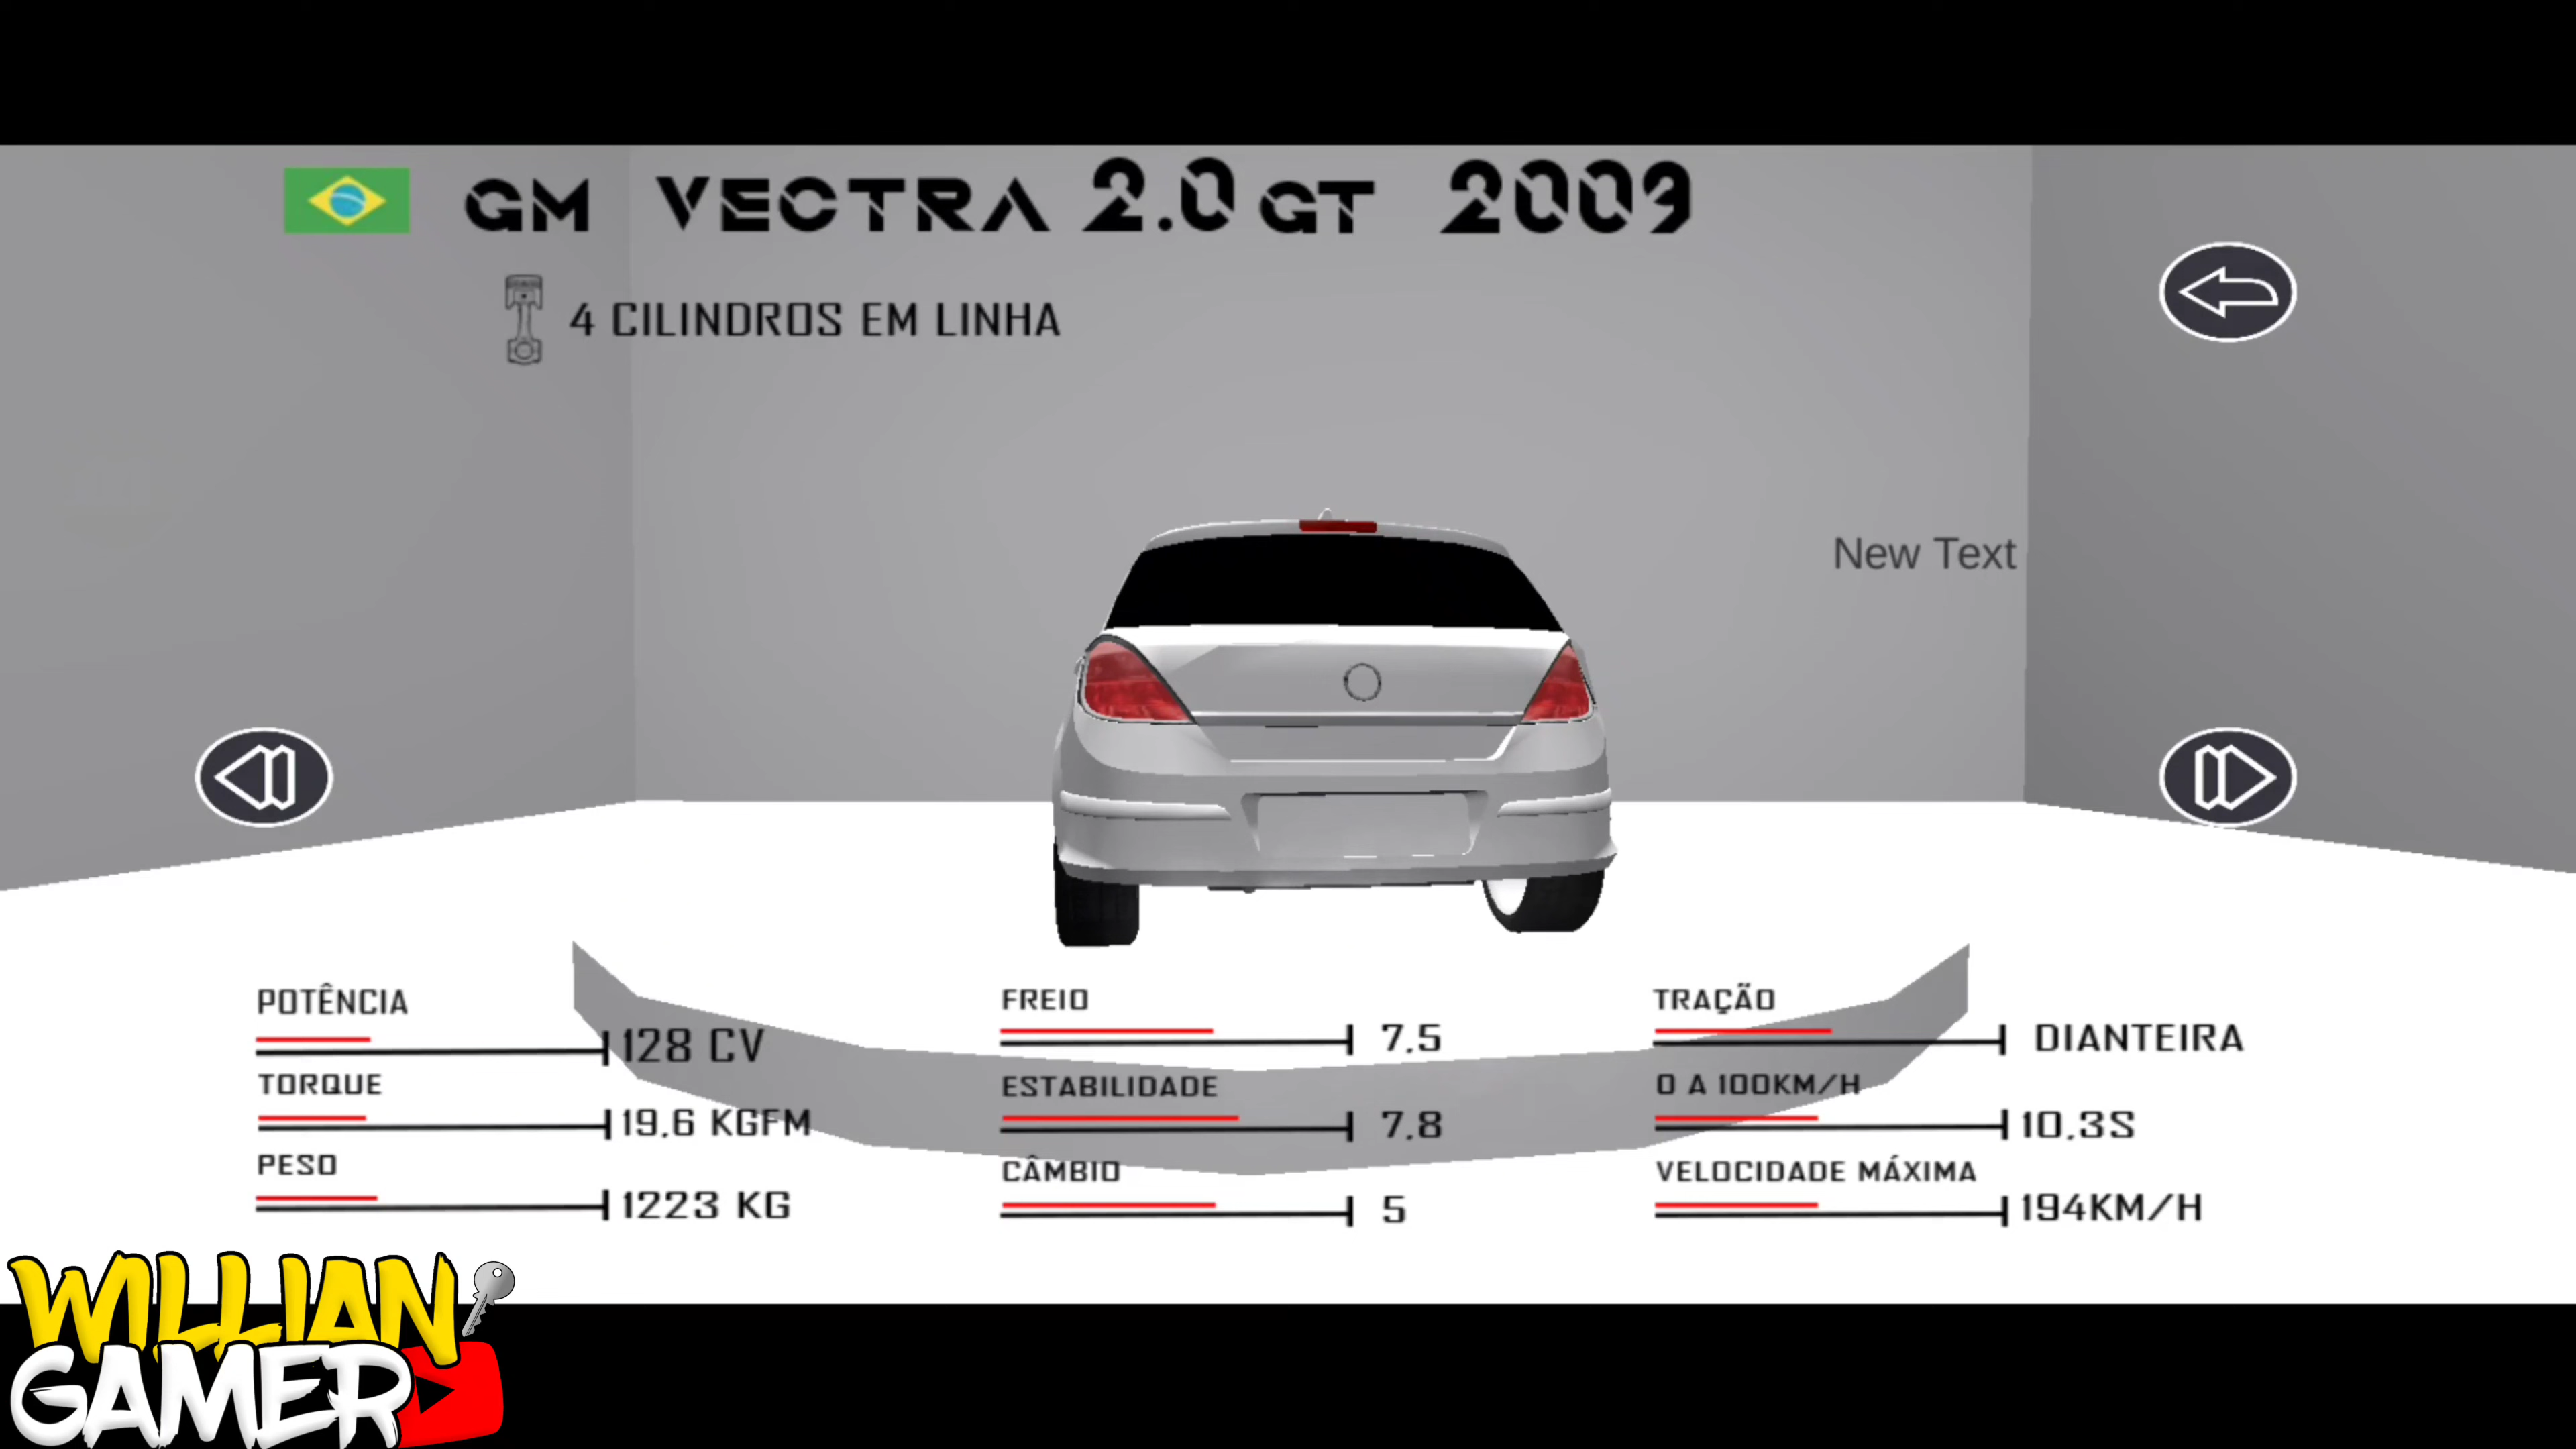 GM VECTRA 2.0 GT 2009
4 CILINDROS EM LINHA
New Text
POTÊNCIA
128 CV
TORQUE
19.6 KGFM
PESO
1223 KG
FREIO
7.5
ESTABILIDADE
7.8
CÂMBIO
5
TRAÇÃO
DIANTEIRA
0 A 100KM/H
10.3S
VELOCIDADE MÁXIMA
194KM/H
WILLIAN
GAMER